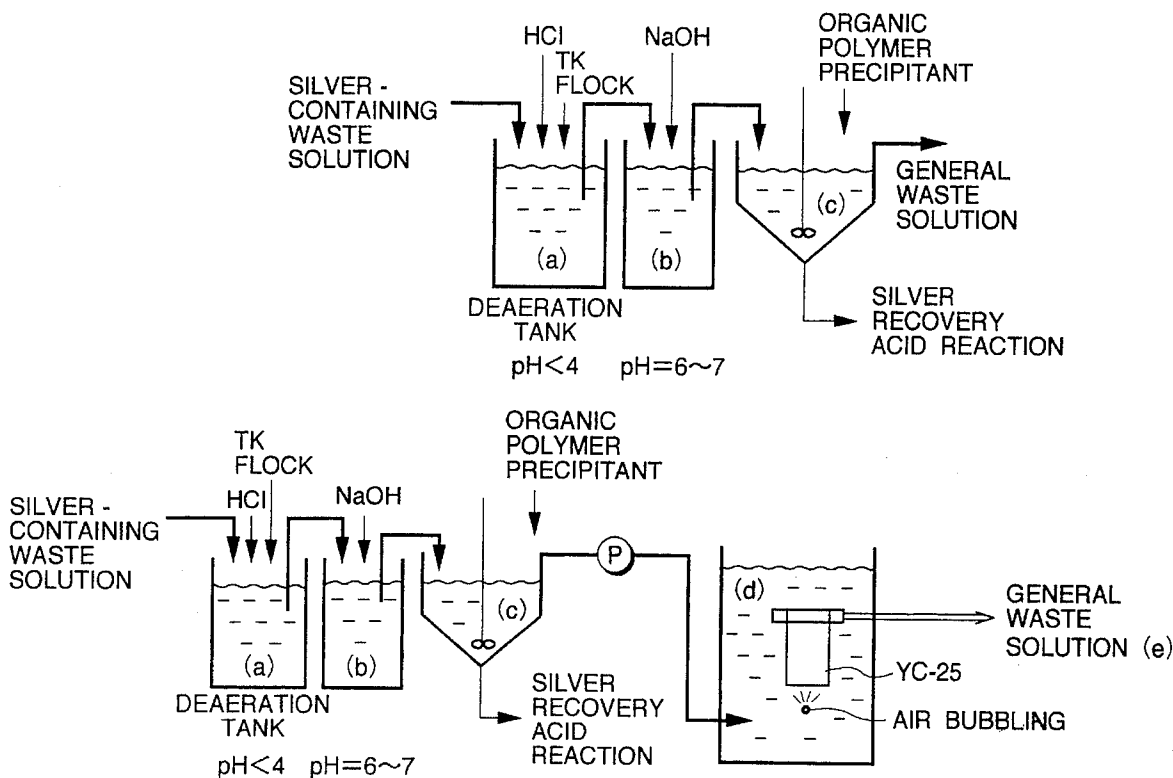 HCl
TK
FLOCK
NaOH
ORGANIC
POLYMER
PRECIPITANT
SILVER -
CONTAINING
WASTE
SOLUTION
GENERAL
WASTE
SOLUTION
(a)
(b)
(c)
DEAERATION
TANK
pH<4
pH=6~7
SILVER
RECOVERY
ACID REACTION
TK
FLOCK
HCl
NaOH
ORGANIC
POLYMER
PRECIPITANT
SILVER -
CONTAINING
WASTE
SOLUTION
P
(a)
(b)
(c)
(d)
GENERAL
WASTE
SOLUTION (e)
YC-25
AIR BUBBLING
DEAERATION
TANK
pH<4
pH=6~7
SILVER
RECOVERY
ACID
REACTION